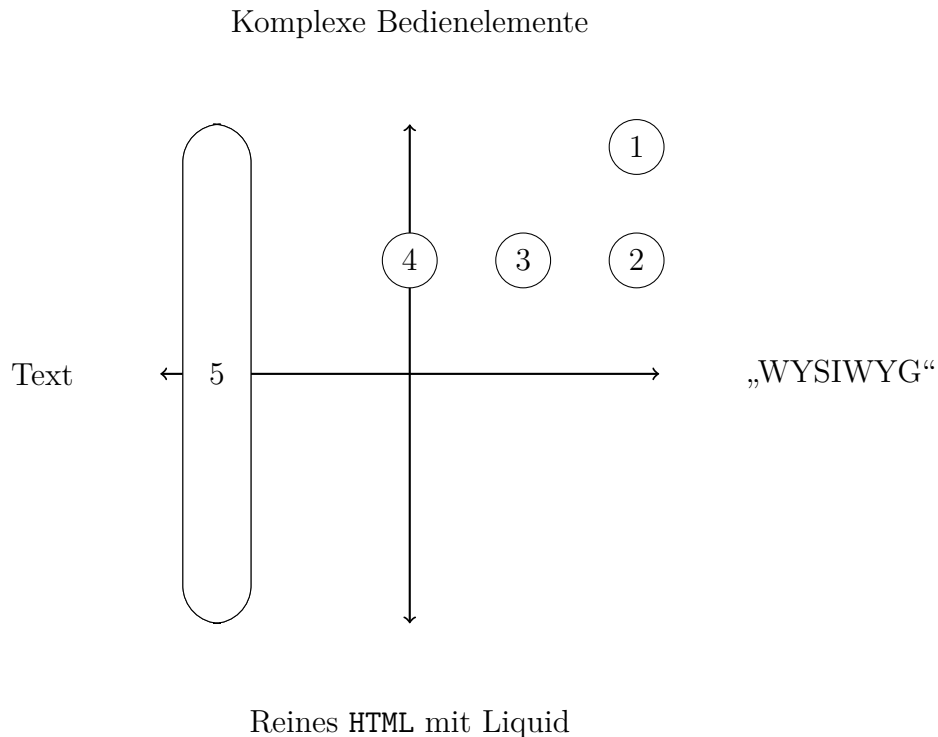 Komplexe Bedienelemente
1
4
3
2
Text
5
„WYSIWYG“
Reines HTML mit Liquid